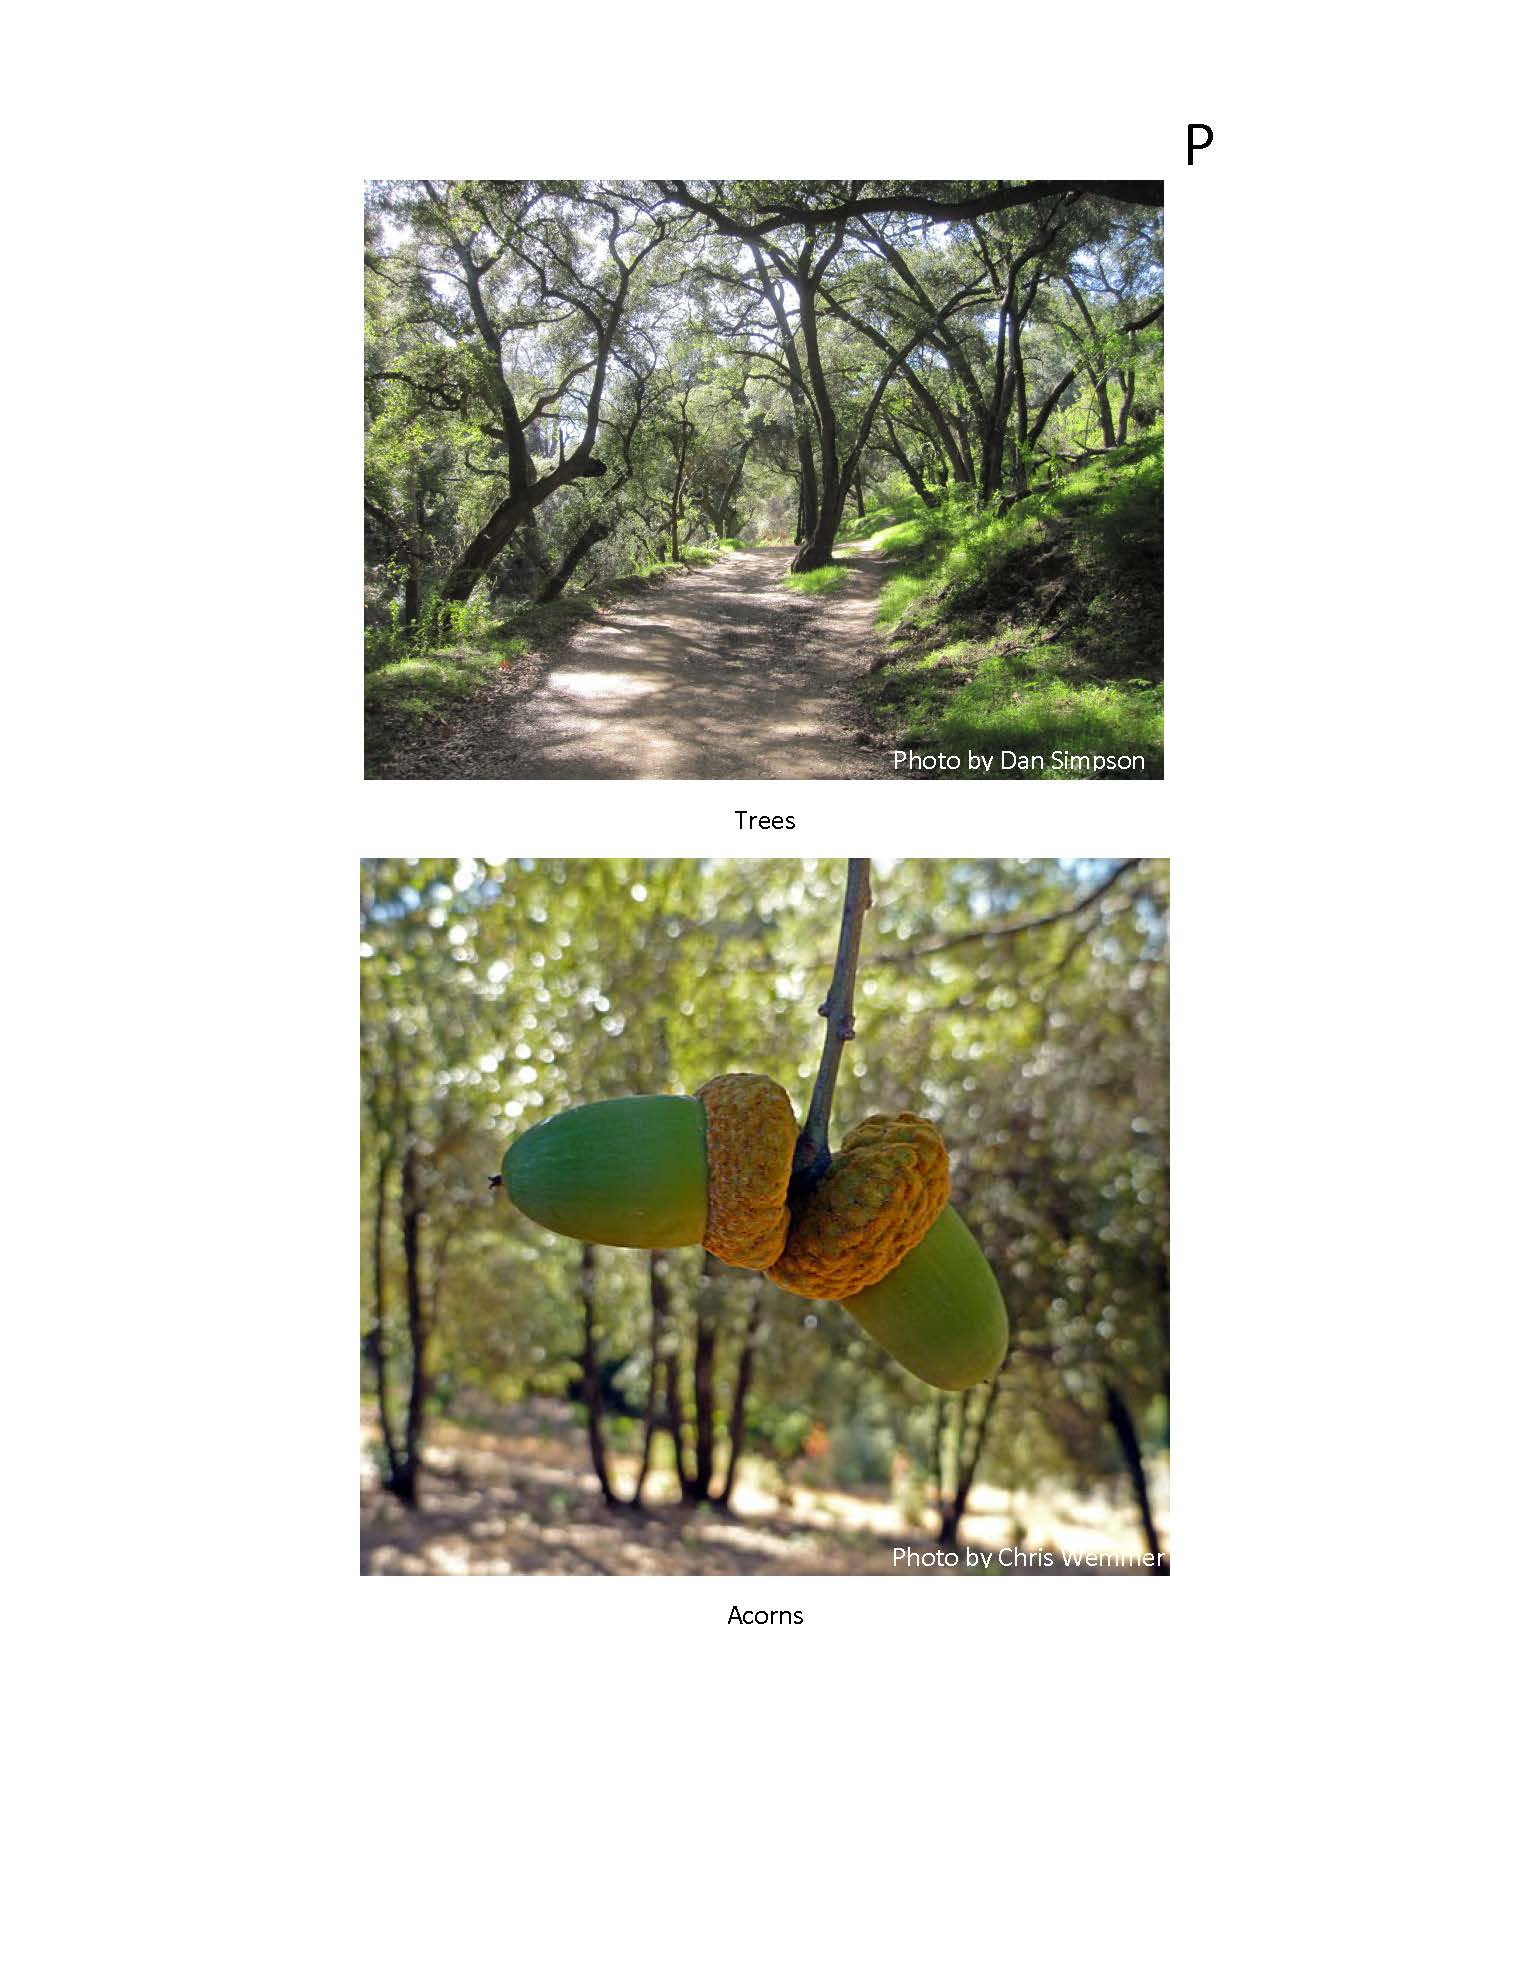 P
Photo by Dan Simpson
Trees
Photo by Chris Wemmer
Acorns